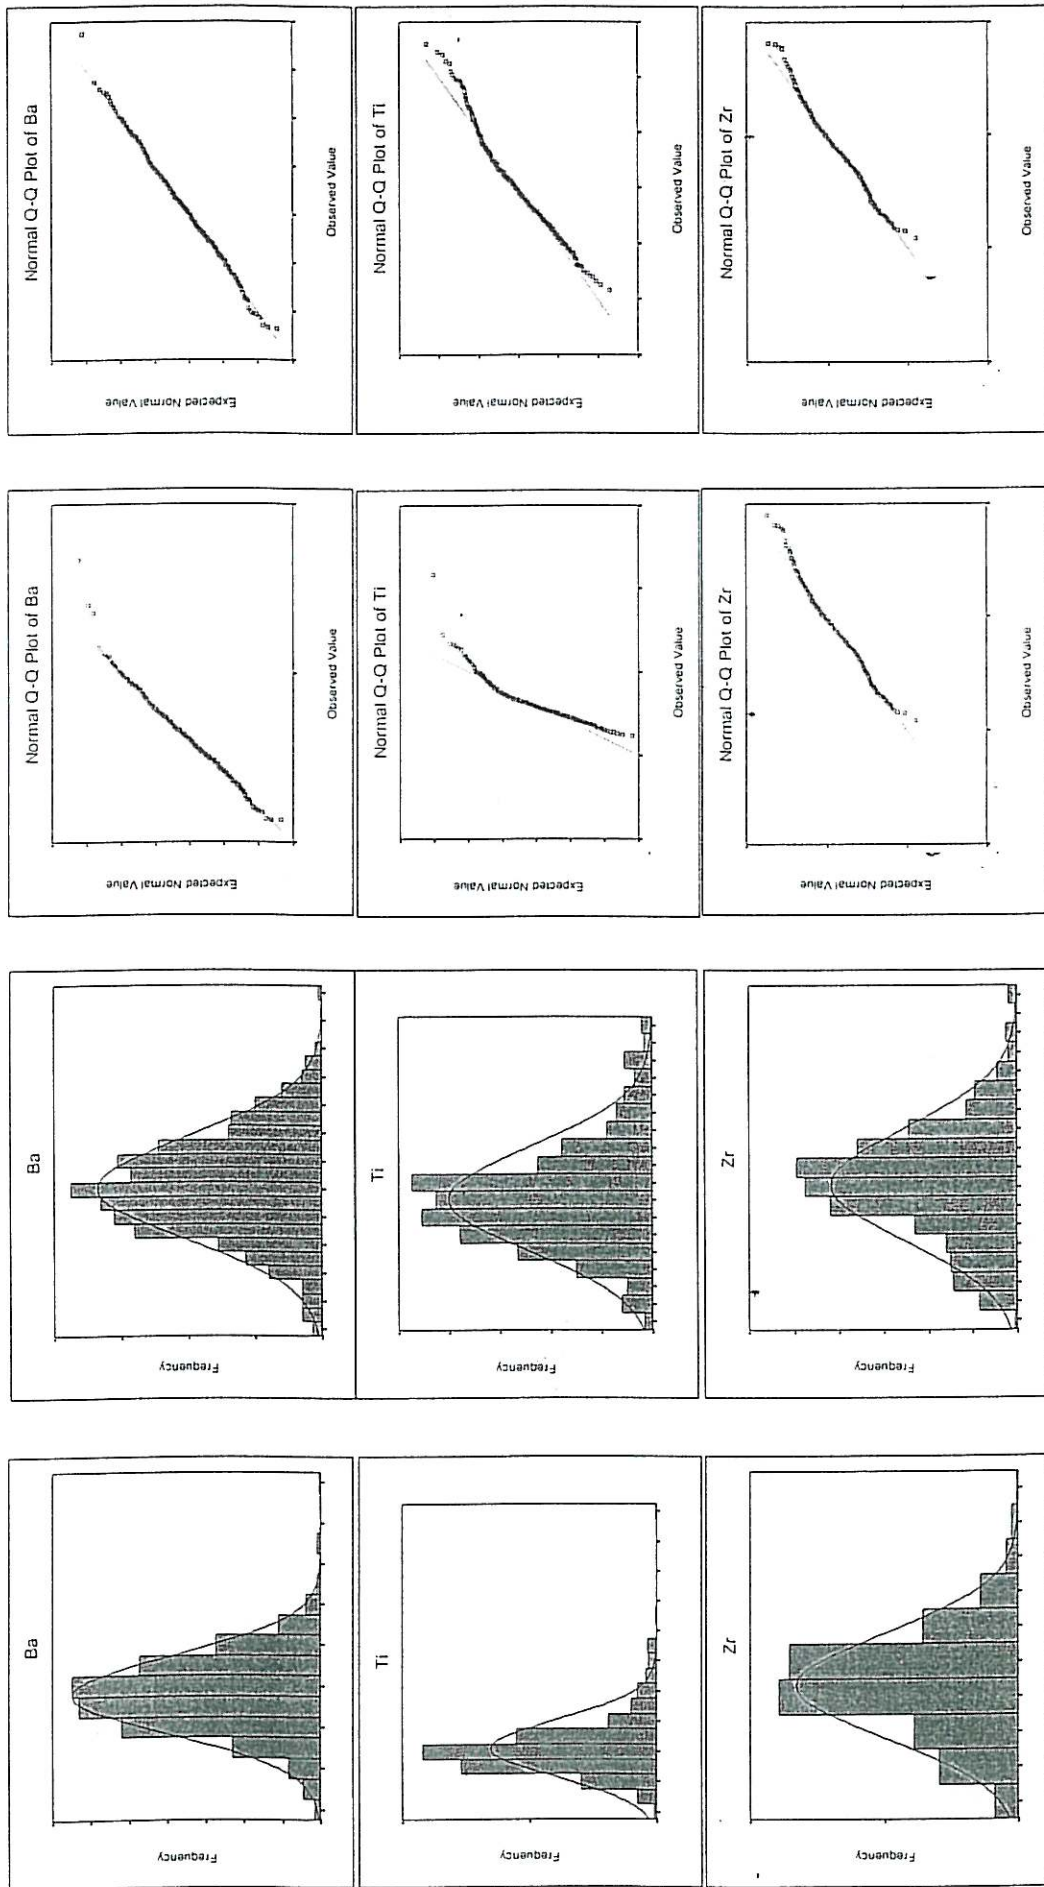 Normal Q-Q Plot of Ba
Expected Normal Value
Observed Value
Normal Q-Q Plot of Ti
Expected Normal Value
Observed Value
Normal Q-Q Plot of Zr
Expected Normal Value
Observed Value
Normal Q-Q Plot of Ba
Expected Normal Value
Observed Value
Normal Q-Q Plot of Ti
Expected Normal Value
Observed Value
Normal Q-Q Plot of Zr
Expected Normal Value
Observed Value
Ba
Frequency
Ti
Frequency
Zr
Frequency
Ba
Frequency
Ti
Frequency
Zr
Frequency